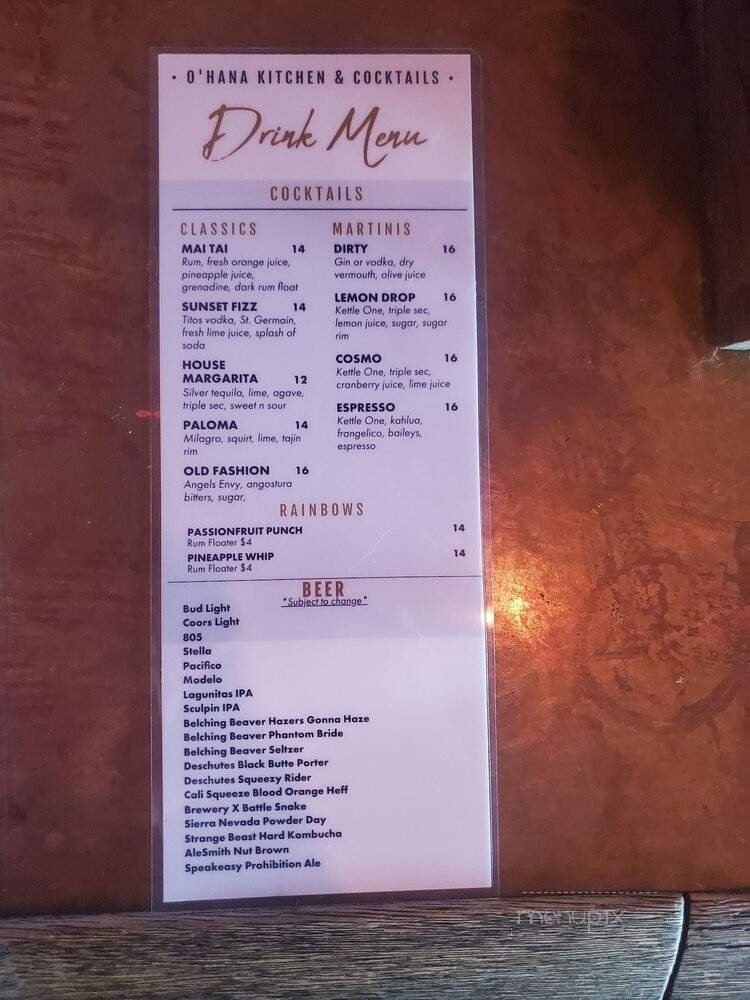 · O'HANA KITCHEN & COCKTAILS ·
Drink Menu
COCKTAILS
CLASSICS
MAI TAI 14
Rum, fresh orange juice,
pineapple juice,
grenadine, dark rum float
SUNSET FIZZ 14
Titos vodka, St. Germain,
fresh lime juice, splash of
soda
HOUSE
MARGARITA 12
Silver tequila, lime, agave,
triple sec, sweet n sour
PALOMA 14
Milagro, squirt, lime, tajin
rim
OLD FASHION 16
Angels Envy, angostura
bitters, sugar,
MARTINIS
DIRTY 16
Gin or vodka, dry
vermouth, olive juice
LEMON DROP 16
Kettle One, triple sec,
lemon juice, sugar, sugar
rim
COSMO 16
Kettle One, triple sec,
cranberry juice, lime juice
ESPRESSO 16
Kettle One, kahlua,
frangelico, baileys,
espresso
RAINBOWS
PASSIONFRUIT PUNCH 14
Rum Floater $4
PINEAPPLE WHIP 14
Rum Floater $4
BEER
*Subject to change*
Bud Light
Coors Light
805
Stella
Pacifico
Modelo
Lagunitas IPA
Sculpin IPA
Belching Beaver Hazers Gonna Haze
Belching Beaver Phantom Bride
Belching Beaver Seltzer
Deschutes Black Butte Porter
Deschutes Squeezy Rider
Cali Squeeze Blood Orange Heff
Brewery X Battle Snake
Sierra Nevada Powder Day
Strange Beast Hard Kombucha
AleSmith Nut Brown
Speakeasy Prohibition Ale
menupix